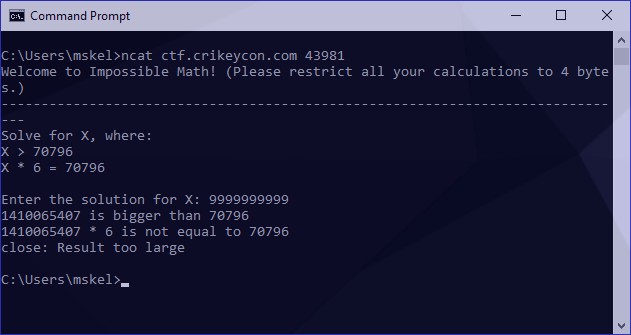 Command Prompt
C:\Users\mskel>ncat ctf.crikeycon.com 43981
Welcome to Impossible Math! (Please restrict all your calculations to 4 byte
s.)
----------------------------------------------------------------------------
---
Solve for X, where:
X > 70796
X * 6 = 70796
Enter the solution for X: 9999999999
1410065407 is bigger than 70796
1410065407 * 6 is not equal to 70796
close: Result too large
C:\Users\mskel>